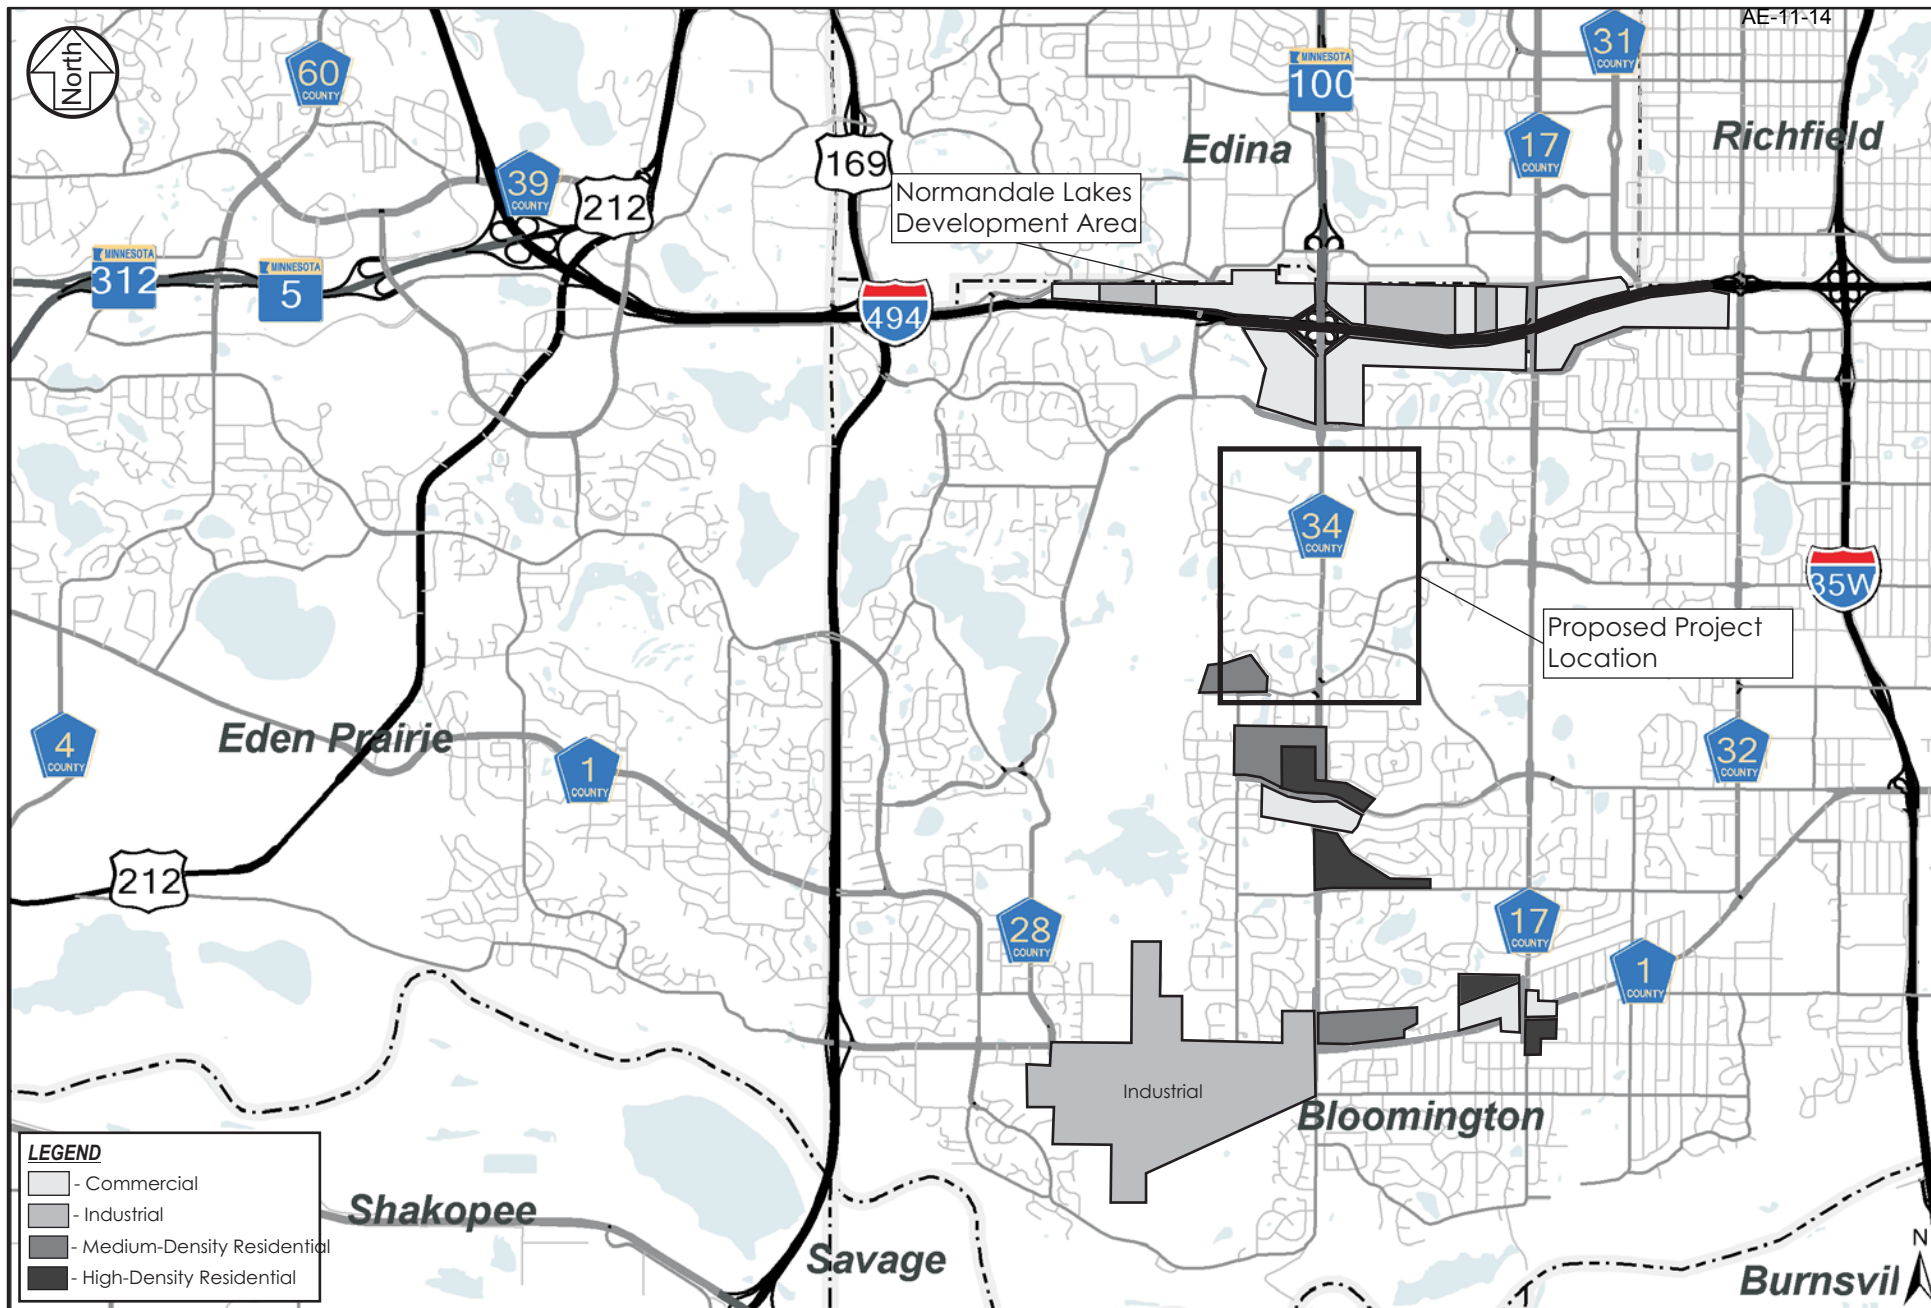 AE-11-14
North
60
COUNTY
MINNESOTA
100
31
COUNTY
Edina
17
COUNTY
Richfield
169
39
COUNTY
212
Normandale Lakes
Development Area
MINNESOTA
312
MINNESOTA
5
494
34
COUNTY
35W
Proposed Project
Location
4
COUNTY
Eden Prairie
1
COUNTY
32
COUNTY
212
28
COUNTY
17
COUNTY
1
COUNTY
Industrial
Bloomington
LEGEND
- Commercial
- Industrial
- Medium-Density Residential
- High-Density Residential
Shakopee
Savage
N
Burnsvil